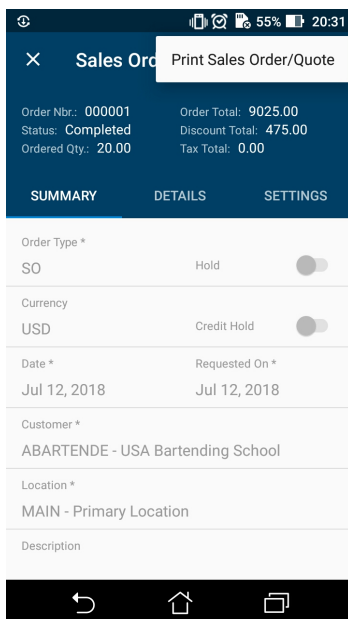 55% 20:31
Sales Ord
Print Sales Order/Quote
Order Nbr.: 000001 Order Total: 9025.00
Status: Completed Discount Total: 475.00
Ordered Qty.: 20.00 Tax Total: 0.00
SUMMARY DETAILS SETTINGS
Order Type *
SO Hold
Currency
USD Credit Hold
Date * Requested On *
Jul 12, 2018 Jul 12, 2018
Customer *
ABARTENDE - USA Bartending School
Location *
MAIN - Primary Location
Description